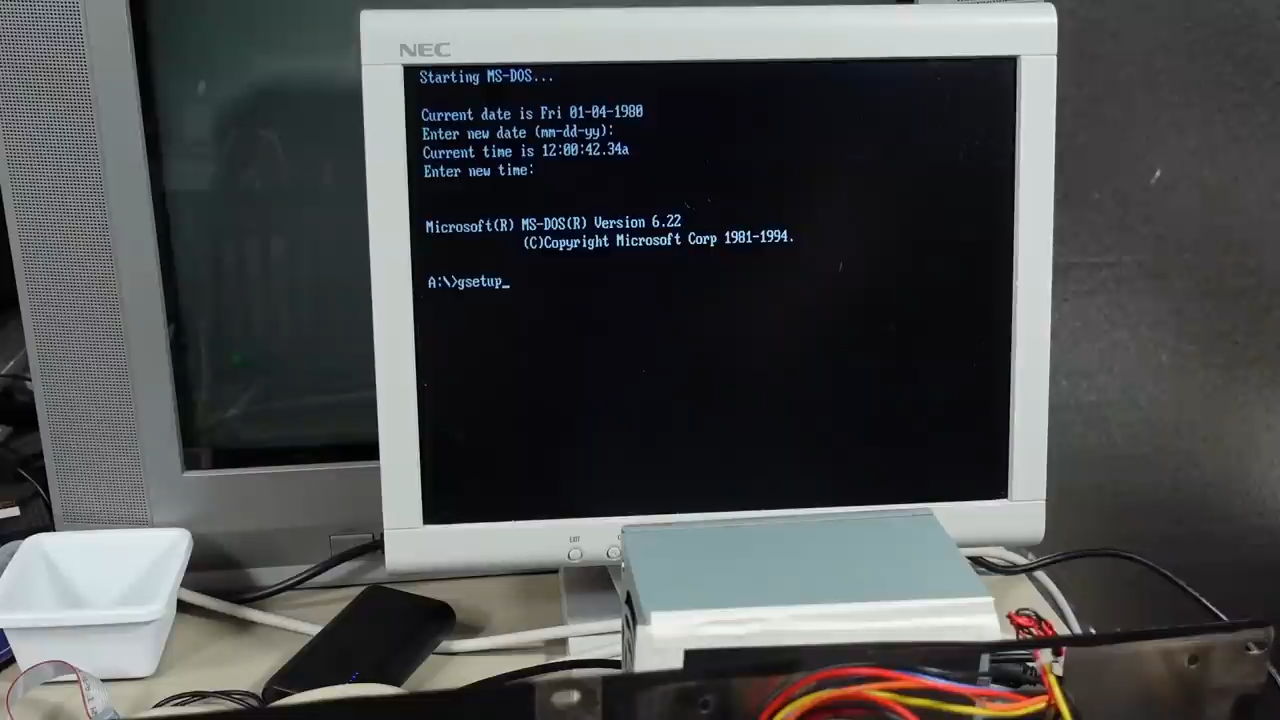 NEC
Starting MS-DOS...
Current date is Fri 01-04-1980
Enter new date (mm-dd-yy):
Current time is 12:00:42.34a
Enter new time:
Microsoft(R) MS-DOS(R) Version 6.22
(C)Copyright Microsoft Corp 1981-1994.
A:\>gsetup_
EXIT